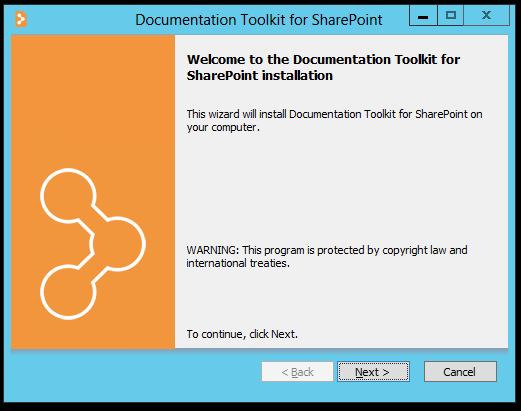 Documentation Toolkit for SharePoint
Welcome to the Documentation Toolkit for
SharePoint installation
This wizard will install Documentation Toolkit for SharePoint on
your computer.
WARNING: This program is protected by copyright law and
international treaties.
To continue, click Next.
< Back Next > Cancel